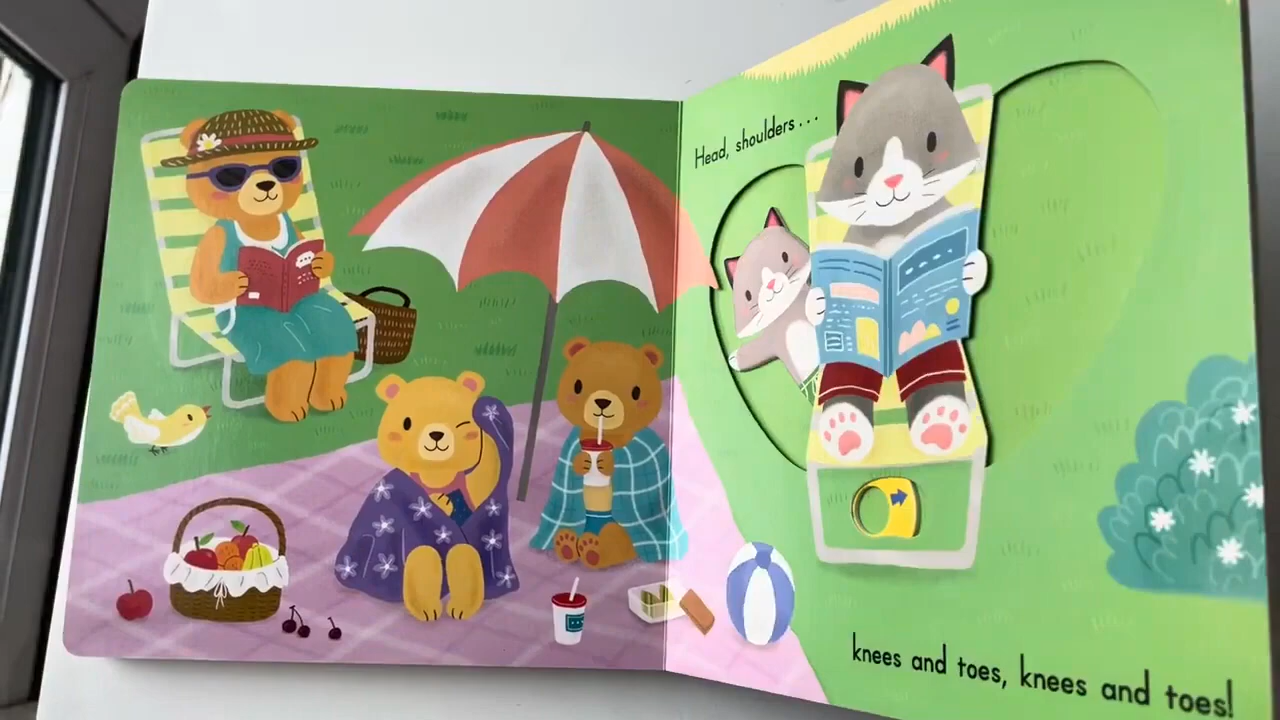 Head, shoulders...
knees and toes, knees and toes!